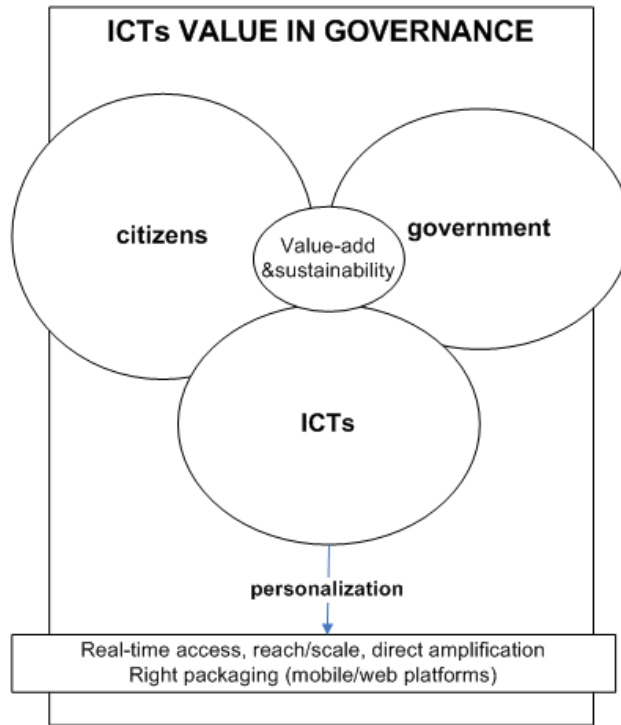 ICTs VALUE IN GOVERNANCE
citizens
government
Value-add
&sustainability
ICTs
personalization
Real-time access, reach/scale, direct amplification
Right packaging (mobile/web platforms)